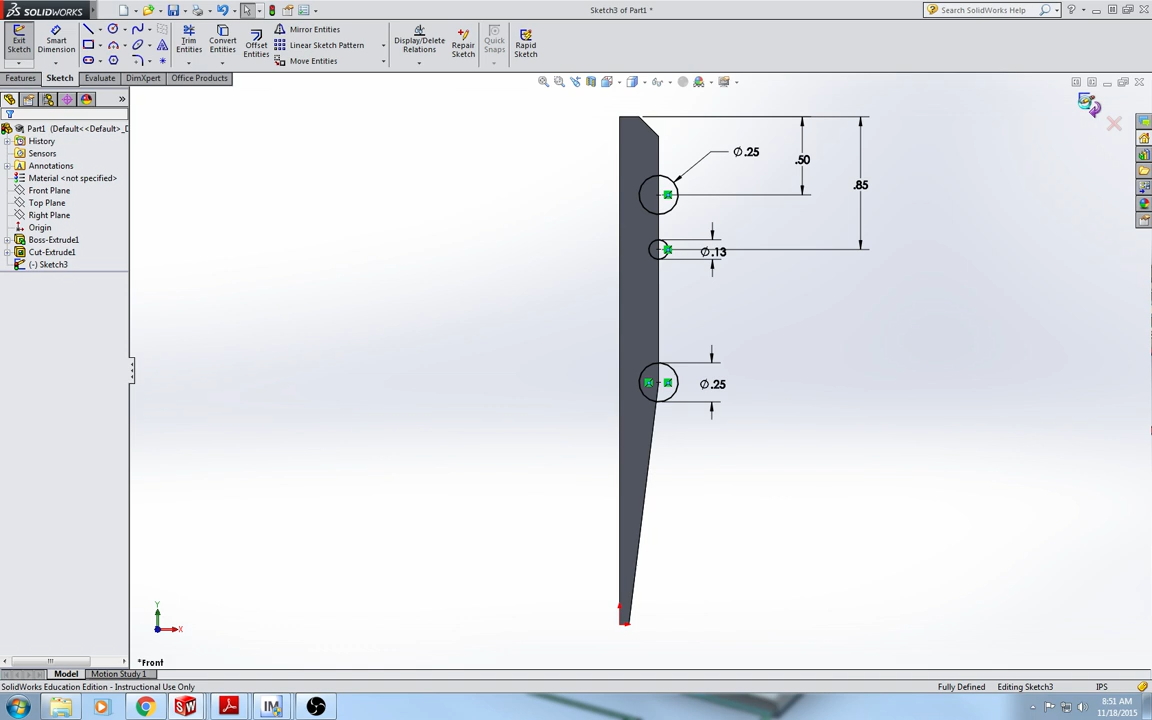 SOLIDWORKS
Sketch3 of Part1 *
Search SolidWorks Help
Exit Sketch
Smart Dimension
Trim Entities
Convert Entities
Offset Entities
Mirror Entities
Linear Sketch Pattern
Move Entities
Display/Delete Relations
Repair Sketch
Quick Snaps
Rapid Sketch
Features
Sketch
Evaluate
DimXpert
Office Products
Part1 (Default<<Default>_D
History
Sensors
Annotations
Material <not specified>
Front Plane
Top Plane
Right Plane
Origin
Boss-Extrude1
Cut-Extrude1
(-) Sketch3
Ø.25
.50
.85
Ø.13
Ø.25
Y
X
*Front
Model
Motion Study 1
SolidWorks Education Edition - Instructional Use Only
Fully Defined
Editing Sketch3
IPS
SW
IM
8:51 AM
11/18/2015